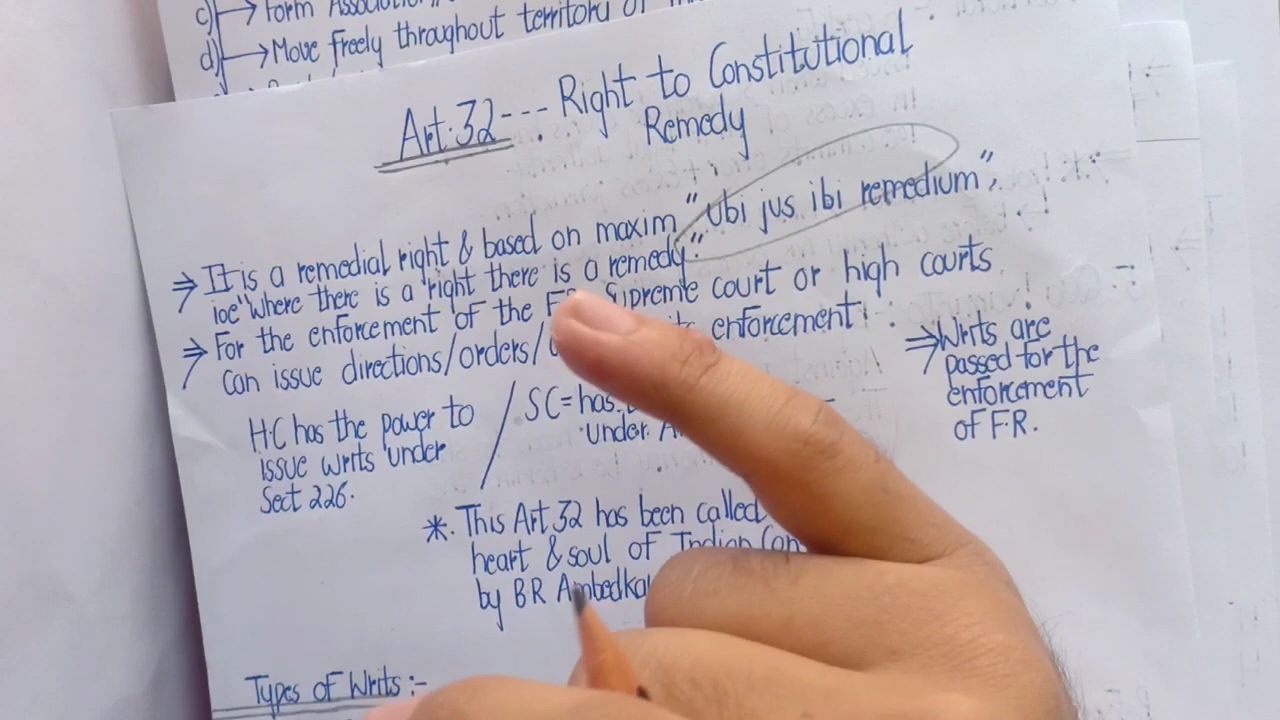 c) → Form Association
d) → Move freely throughout territory of
Art. 32--- Right to Constitutional
Remedy
⇒ It is a remedial right & based on maxim "Ubi jus ibi remedium",
ioe "Where there is a right there is a remedy."
⇒ For the enforcement of the Supreme court or high courts
Can issue directions/orders/ enforcement :
H.C has the power to
issue writs under
Sect 226.
SC = has
under
⇒ Writs are
passed for the
enforcement
of F.R.
*. This Art 32 has been called
heart & soul of Indian Con
by BR Ambedka
Types of Writs :-